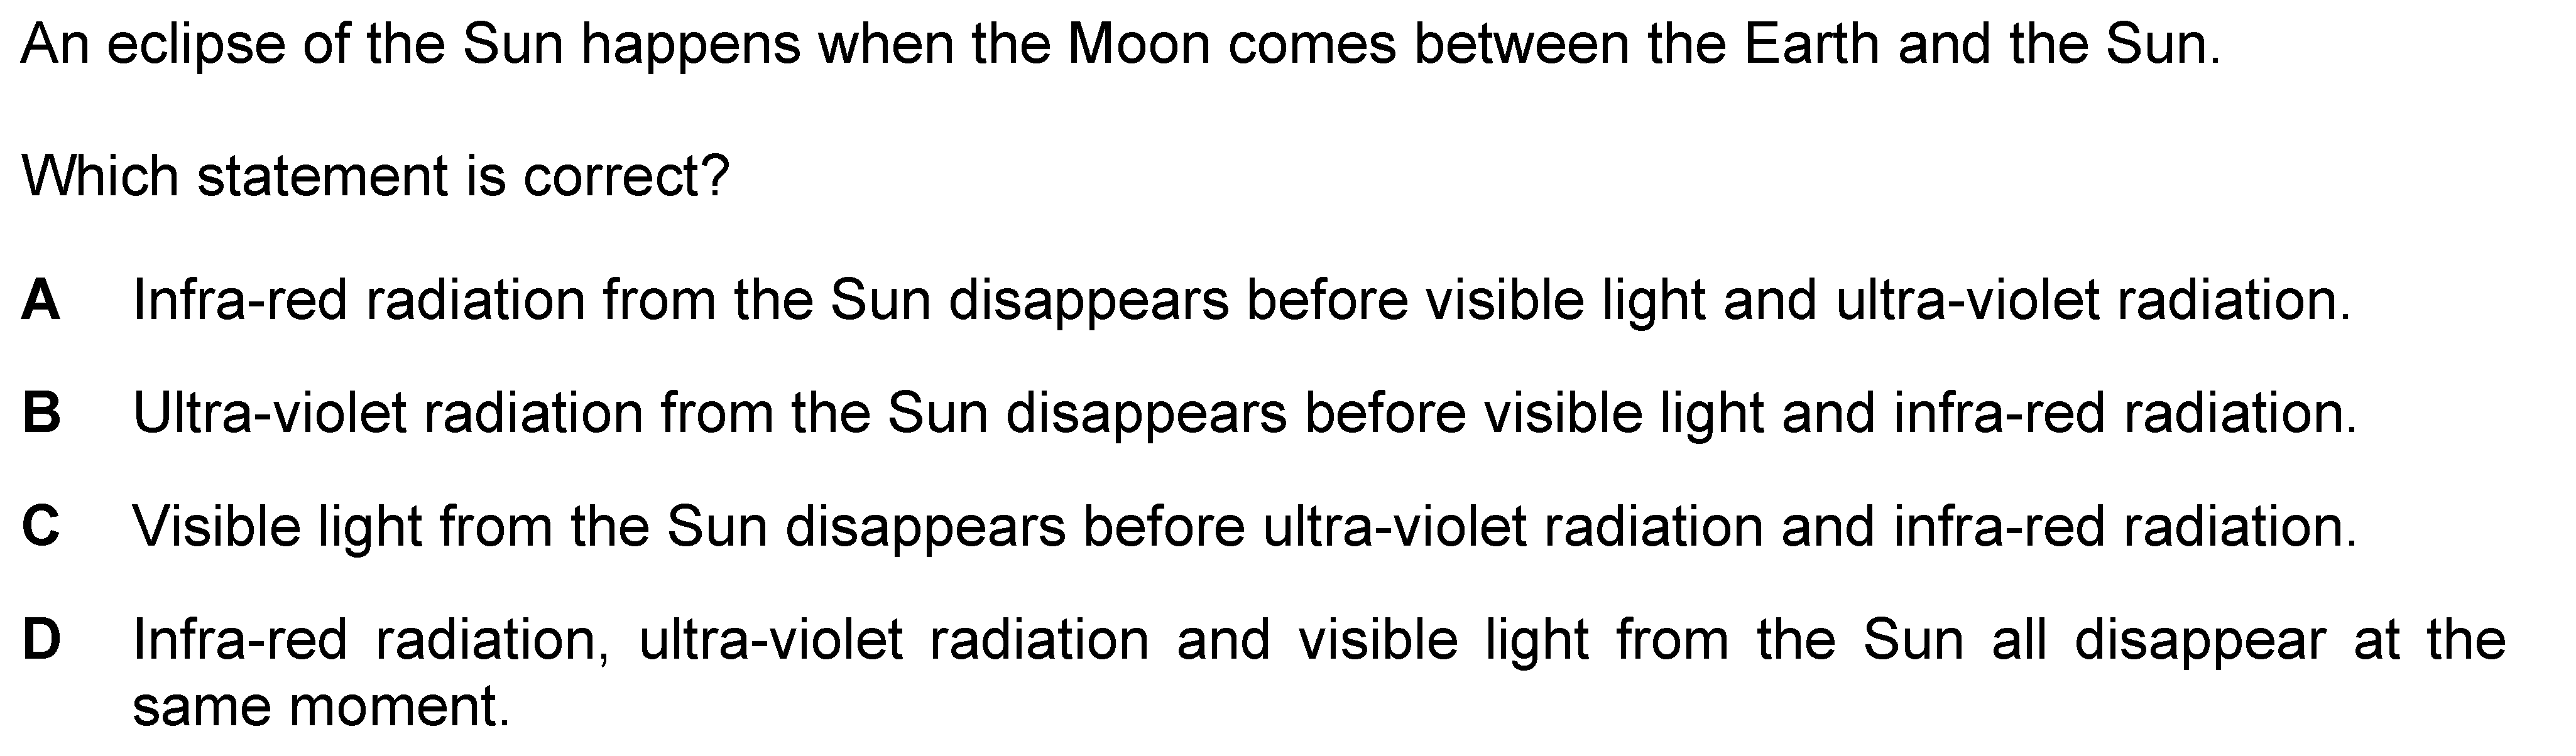 An eclipse of the Sun happens when the Moon comes between the Earth and the Sun.
Which statement is correct?
A Infra-red radiation from the Sun disappears before visible light and ultra-violet radiation.
B Ultra-violet radiation from the Sun disappears before visible light and infra-red radiation.
C Visible light from the Sun disappears before ultra-violet radiation and infra-red radiation.
D Infra-red radiation, ultra-violet radiation and visible light from the Sun all disappear at the
same moment.